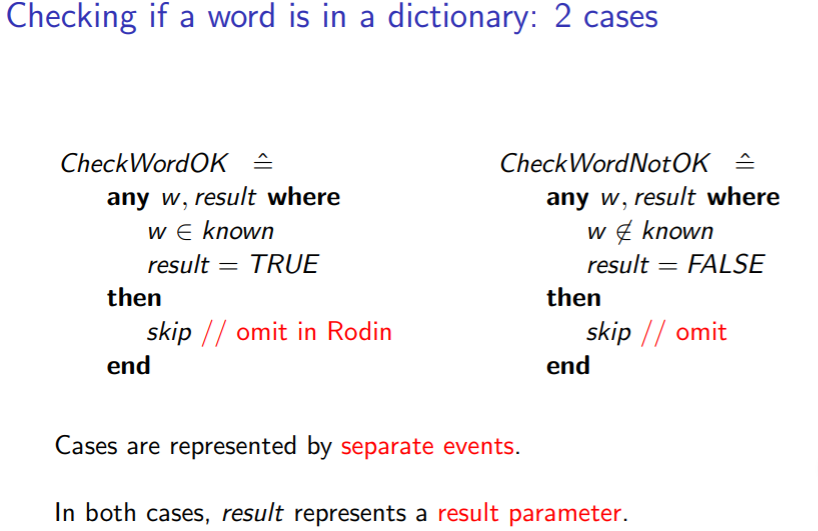 Checking if a word is in a dictionary: 2 cases
CheckWordOK ≙
any w, result where
w ∈ known
result = TRUE
then
skip // omit in Rodin
end
CheckWordNotOK ≙
any w, result where
w ∉ known
result = FALSE
then
skip // omit
end
Cases are represented by separate events.
In both cases, result represents a result parameter.